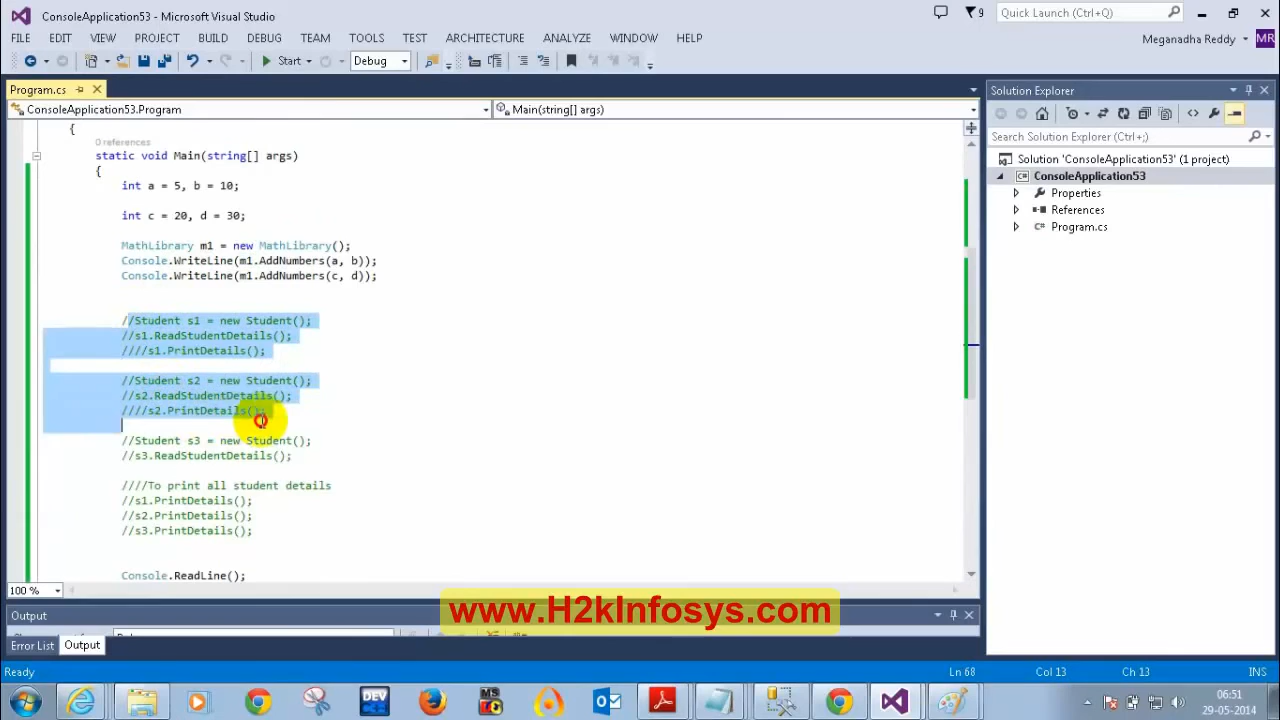 ConsoleApplication53 - Microsoft Visual Studio
9
Quick Launch (Ctrl+Q)
FILE EDIT VIEW PROJECT BUILD DEBUG TEAM TOOLS TEST ARCHITECTURE ANALYZE WINDOW HELP
Meganadha Reddy MR
Start Debug
Program.cs
Solution Explorer
ConsoleApplication53.Program
Main(string[] args)
Search Solution Explorer (Ctrl+;)
Solution 'ConsoleApplication53' (1 project)
ConsoleApplication53
Properties
References
Program.cs
{
0 references
static void Main(string[] args)
{
int a = 5, b = 10;
int c = 20, d = 30;
MathLibrary m1 = new MathLibrary();
Console.WriteLine(m1.AddNumbers(a, b));
Console.WriteLine(m1.AddNumbers(c, d));
//Student s1 = new Student();
//s1.ReadStudentDetails();
////s1.PrintDetails();
//Student s2 = new Student();
//s2.ReadStudentDetails();
////s2.PrintDetails();
//Student s3 = new Student();
//s3.ReadStudentDetails();
////To print all student details
//s1.PrintDetails();
//s2.PrintDetails();
//s3.PrintDetails();
Console.ReadLine();
100 %
www.H2kInfosys.com
Output
Error List Output
Ready
Ln 68 Col 13 Ch 13 INS
DEV
MS
06:51
29-05-2014